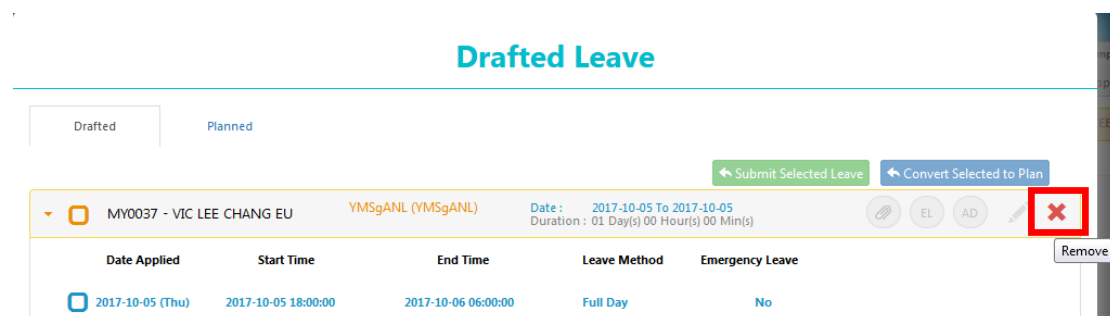 Drafted Leave
Drafted Planned
Submit Selected Leave Convert Selected to Plan
MY0037 - VIC LEE CHANG EU YMSgANL (YMSgANL) Date : 2017-10-05 To 2017-10-05 EL AD
Duration : 01 Day(s) 00 Hour(s) 00 Min(s)
Remove
Date Applied Start Time End Time Leave Method Emergency Leave
2017-10-05 (Thu) 2017-10-05 18:00:00 2017-10-06 06:00:00 Full Day No